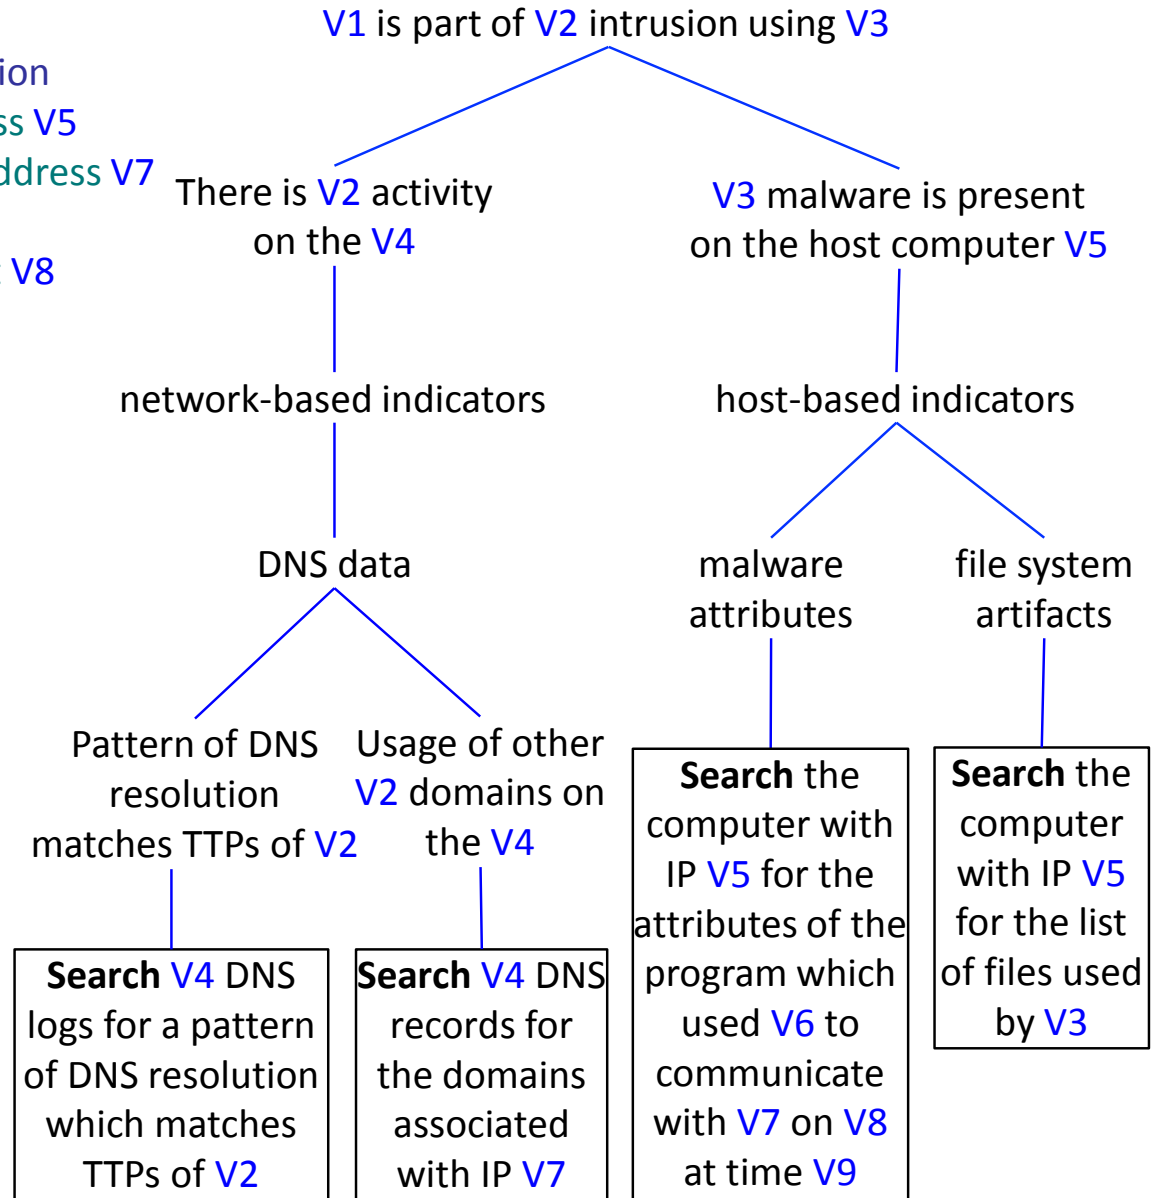 V1 is part of V2 intrusion using V3
V5
address V7
V8
There is V2 activity
on the V4
V3 malware is present
on the host computer V5
network-based indicators
host-based indicators
DNS data
malware
attributes
file system
artifacts
Pattern of DNS
resolution
matches TTPs of V2
Usage of other
V2 domains on
the V4
Search V4 DNS
logs for a pattern
of DNS resolution
which matches
TTPs of V2
Search V4 DNS
records for
the domains
associated
with IP V7
Search the
computer with
IP V5 for the
attributes of the
program which
used V6 to
communicate
with V7 on V8
at time V9
Search the
computer
with IP V5
for the list
of files used
by V3